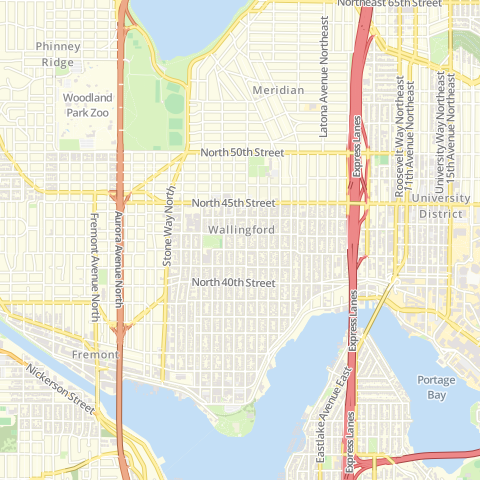 Northeast 65th Street
Phinney
Ridge
Meridian
Latona Avenue Northeast
Woodland
Park Zoo
Express Lanes
Roosevelt Way Northeast
11th Avenue Northeast
University Way Northeast
15th Avenue Northeast
North 50th Street
University
District
North 45th Street
Stone Way North
Fremont Avenue North
Aurora Avenue North
Wallingford
North 40th Street
Express Lanes
Fremont
Nickerson Street
Eastlake Avenue East
Portage
Bay
Express Lanes